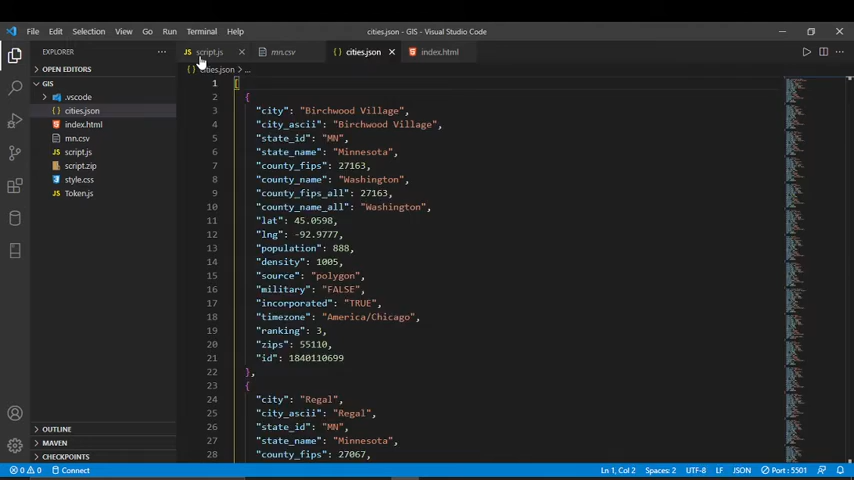 File Edit Selection View Go Run Terminal Help cities.json - GIS - Visual Studio Code
EXPLORER ... JS script.js mn.csv {} cities.json index.html
OPEN EDITORS {} cities.json > ...
GIS
.vscode
cities.json
index.html
mn.csv
JS script.js
script.zip
style.css
JS Token.js
OUTLINE
MAVEN
CHECKPOINTS
1 [
2 {
3 "city": "Birchwood Village",
4 "city_ascii": "Birchwood Village",
5 "state_id": "MN",
6 "state_name": "Minnesota",
7 "county_fips": 27163,
8 "county_name": "Washington",
9 "county_fips_all": 27163,
10 "county_name_all": "Washington",
11 "lat": 45.0598,
12 "lng": -92.9777,
13 "population": 888,
14 "density": 1005,
15 "source": "polygon",
16 "military": "FALSE",
17 "incorporated": "TRUE",
18 "timezone": "America/Chicago",
19 "ranking": 3,
20 "zips": 55110,
21 "id": 1840110699
22 },
23 {
24 "city": "Regal",
25 "city_ascii": "Regal",
26 "state_id": "MN",
27 "state_name": "Minnesota",
28 "county_fips": 27067,
0 0 Connect Ln 1, Col 2 Spaces: 2 UTF-8 LF JSON Port : 5501